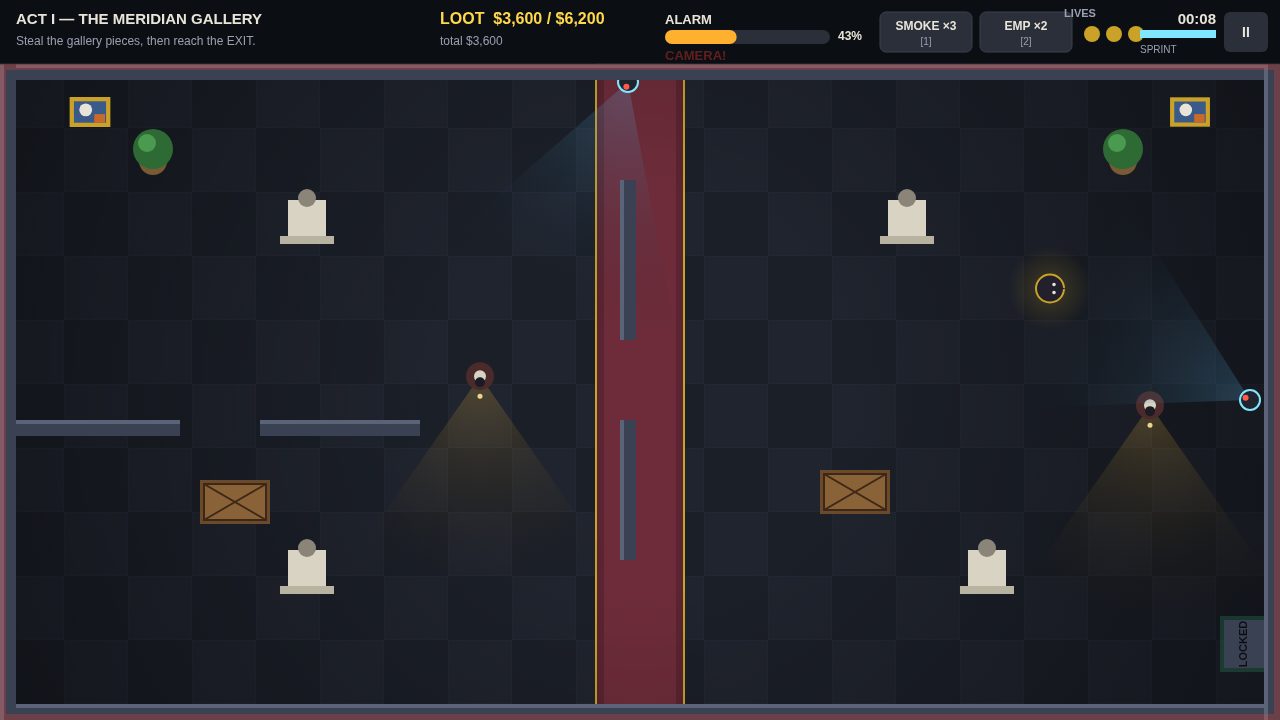 ACT I — THE MERIDIAN GALLERY
Steal the gallery pieces, then reach the EXIT.
LOOT $3,600 / $6,200
total $3,600
ALARM
43%
CAMERA!
SMOKE ×3
[1]
EMP ×2
[2]
LIVES
00:08
SPRINT
II
LOCKED